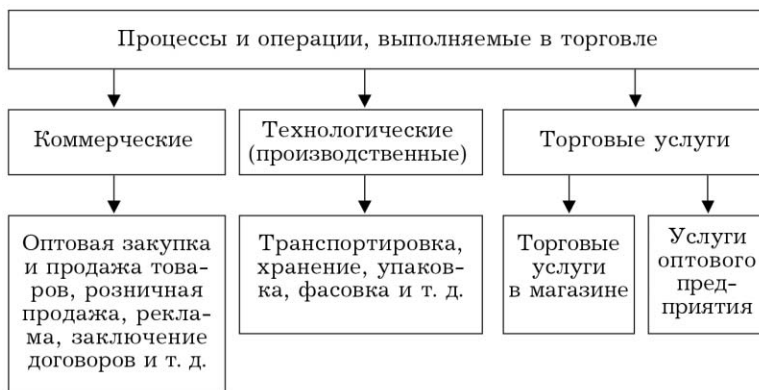 Процессы и операции, выполняемые в торговле
Коммерческие
Технологические
(производственные)
Торговые услуги
Оптовая закупка
и продажа това-
ров, розничная
продажа, рекла-
ма, заключение
договоров и т. д.
Транспортировка,
хранение, упаков-
ка, фасовка и т. д.
Торговые
услуги
в магазине
Услуги
оптового
пред-
приятия